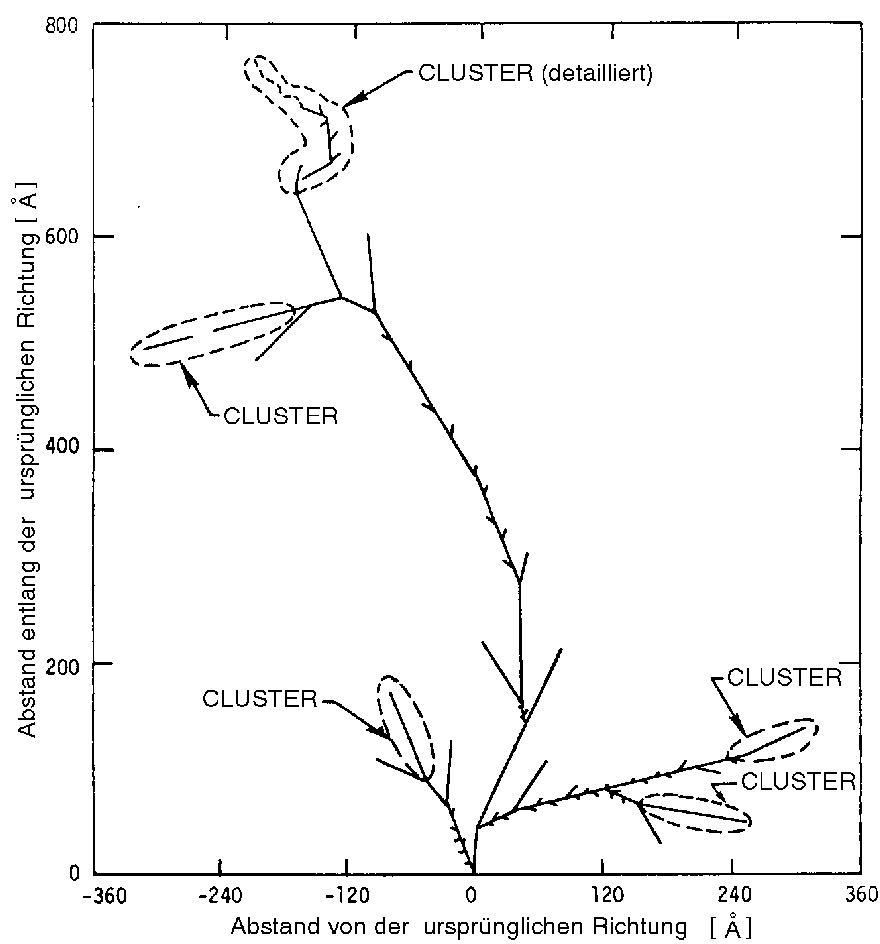 800
CLUSTER (detailliert)
600
CLUSTER
400
200
CLUSTER
CLUSTER
CLUSTER
0
-360 -240 -120 0 120 240 360
Abstand von der ursprünglichen Richtung [Å]
Abstand entlang der ursprünglichen Richtung [Å]